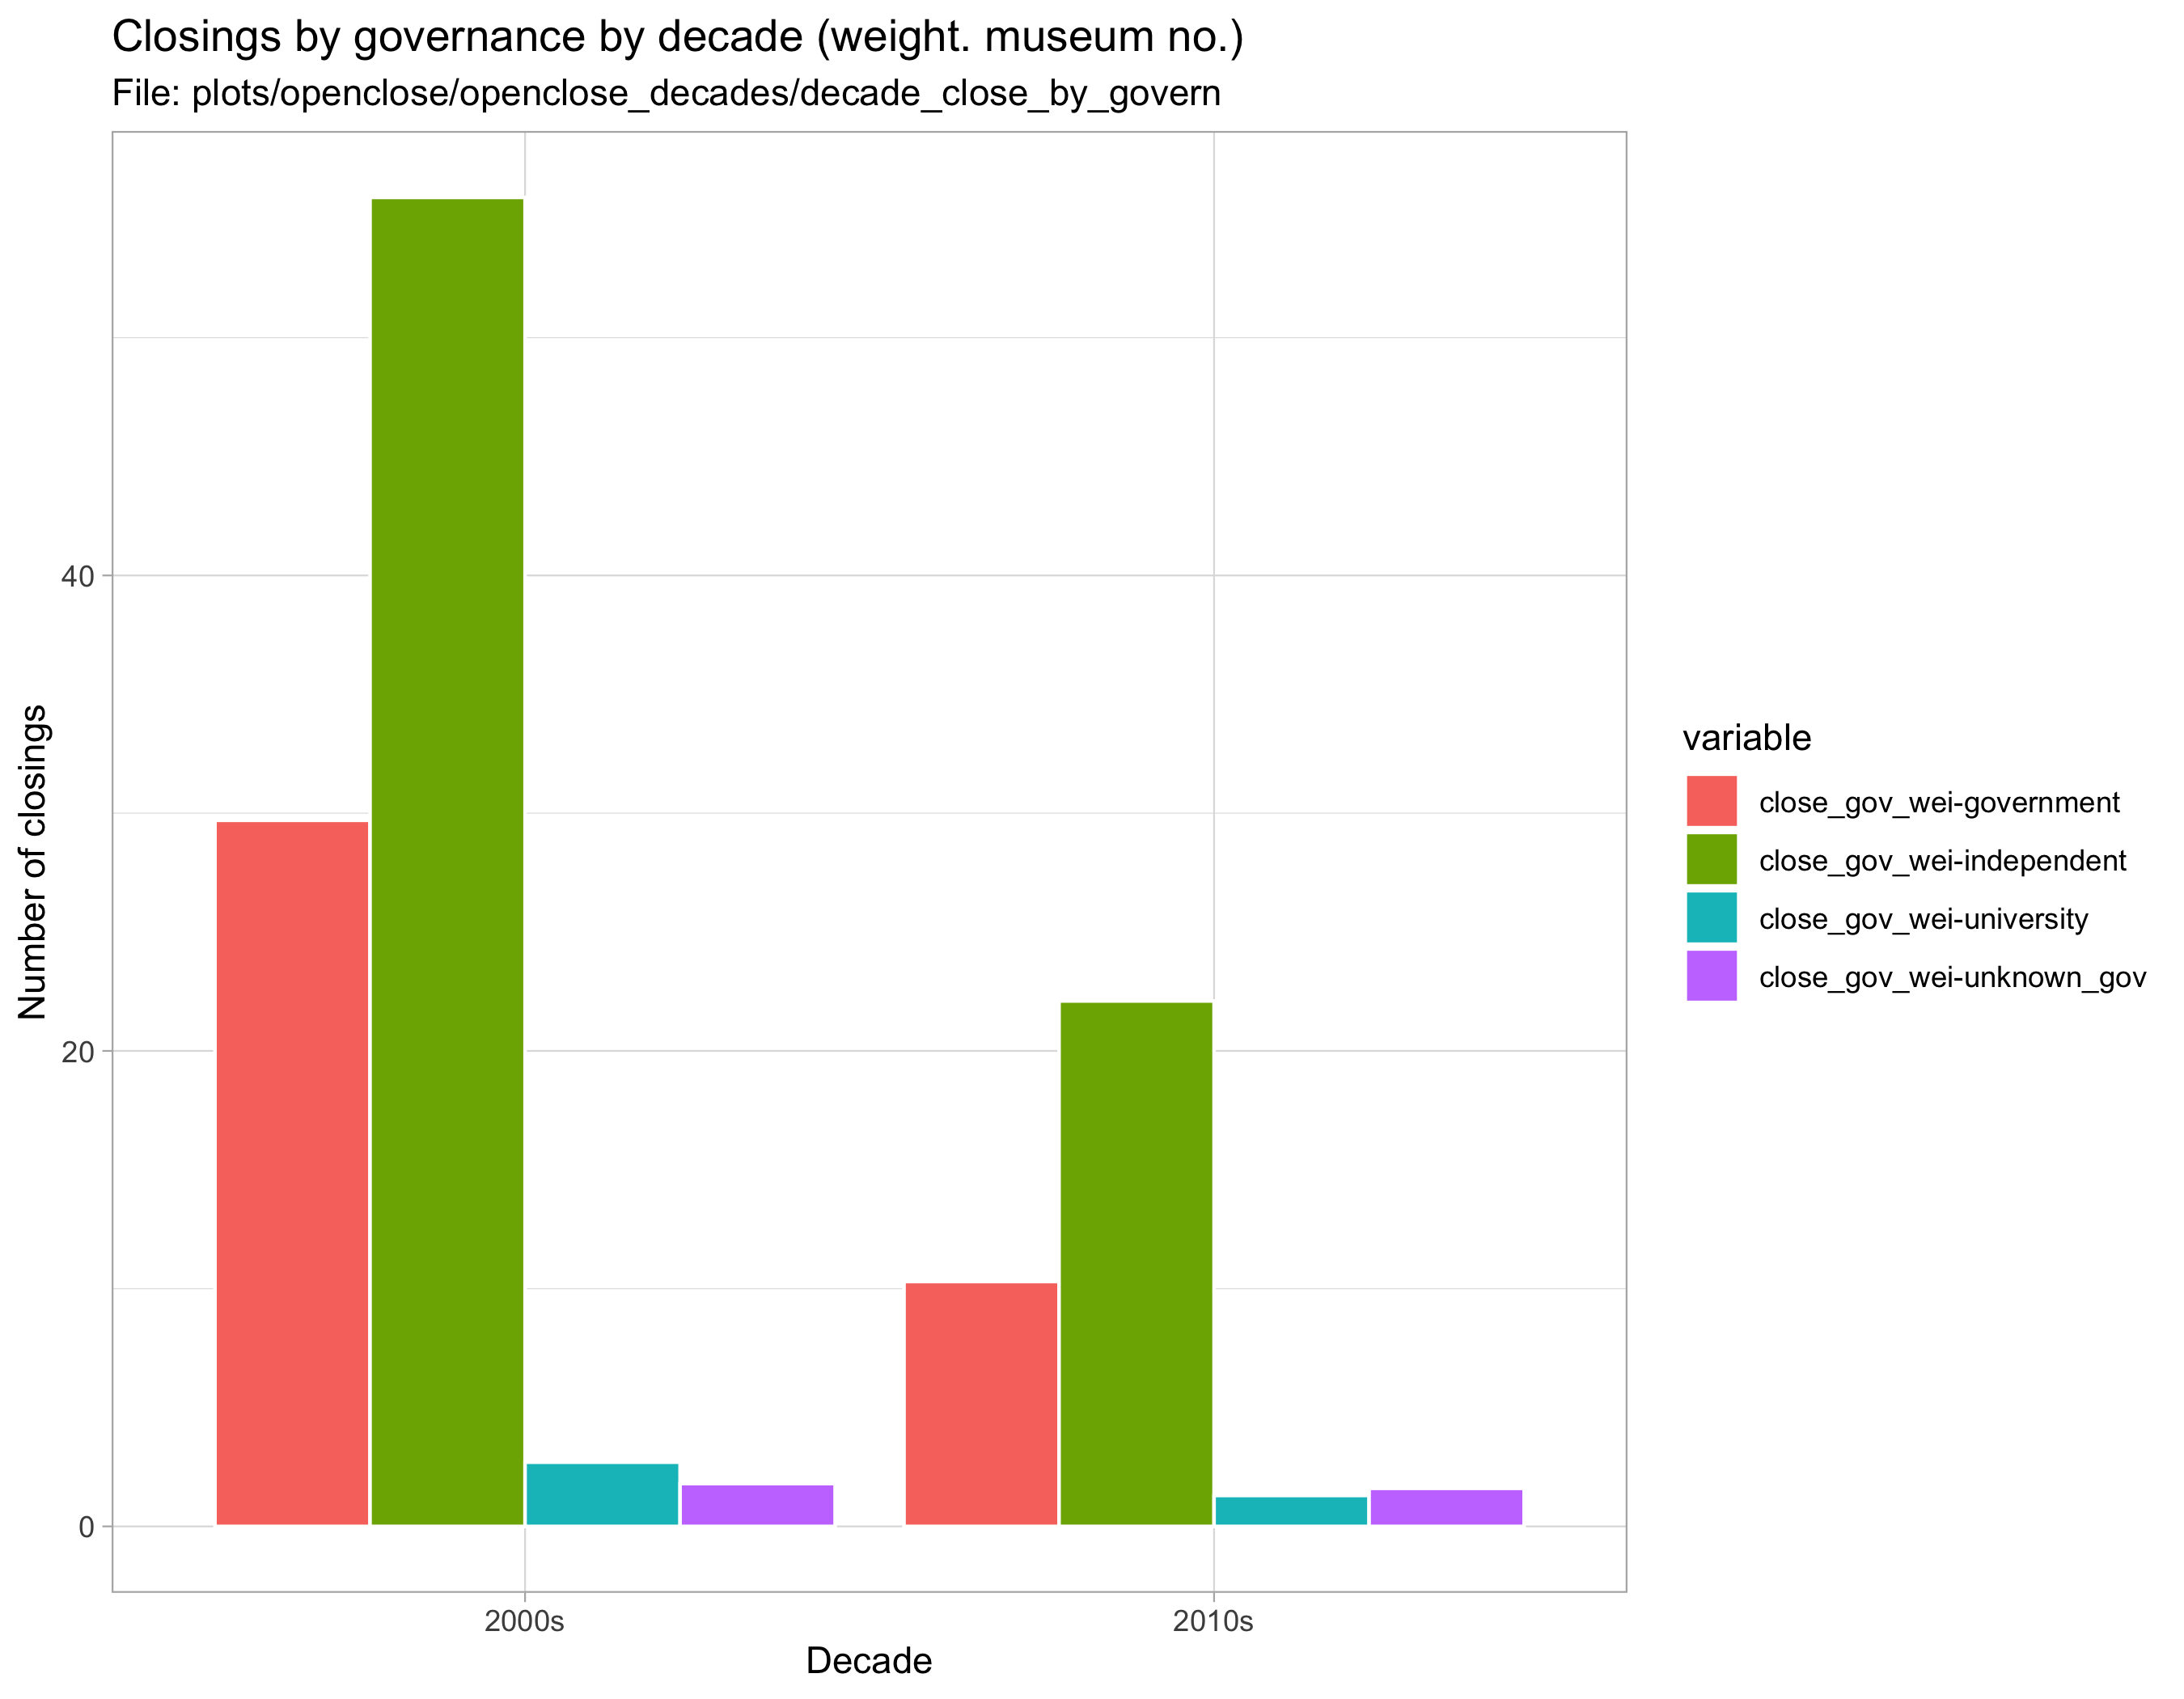 Closings by governance by decade (weight. museum no.)
File: plots/openclose/openclose_decades/decade_close_by_govern
Number of closings
40
20
0
2000s
2010s
Decade
variable
close_gov_wei-government
close_gov_wei-independent
close_gov_wei-university
close_gov_wei-unknown_gov